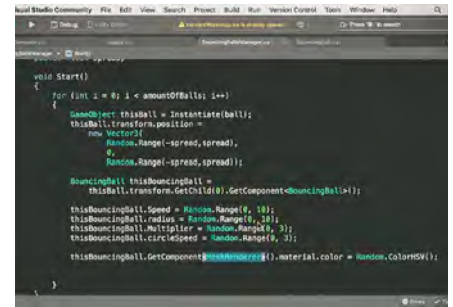 Visual Studio Community File Edit View Search Project Build Run Version Control Tools Window Help
Debug
void Start()
{
for (int i = 0; i < amountOfBalls; i++)
{
GameObject thisBall = Instantiate(ball);
thisBall.transform.position =
new Vector3(
Random.Range(-spread,spread),
0,
Random.Range(-spread,spread));
BouncingBall thisBouncingBall =
thisBall.transform.GetChild(0).GetComponent<BouncingBall>();
thisBouncingBall.Speed = Random.Range(0, 10);
thisBouncingBall.radius = Random.Range(0, 10);
thisBouncingBall.Multiplier = Random.Range(0, 3);
thisBouncingBall.circleSpeed = Random.Range(0, 3);
thisBouncingBall.GetComponent<MeshRenderer>().material.color = Random.ColorHSV();
}